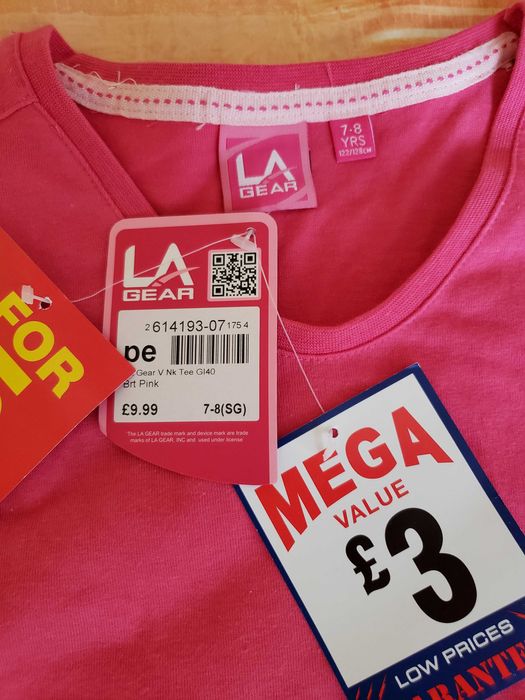 LA
GEAR
7-8
YRS
122/128CM
FOR
LA
GEAR
2 614193-07 175 4
pe
Gear V Nk Tee Gl40
Brt Pink
£9.99 7-8(SG)
The LA GEAR trade mark and device mark are trade
marks of LA GEAR, INC and used under license
MEGA
VALUE
£3
LOW PRICES